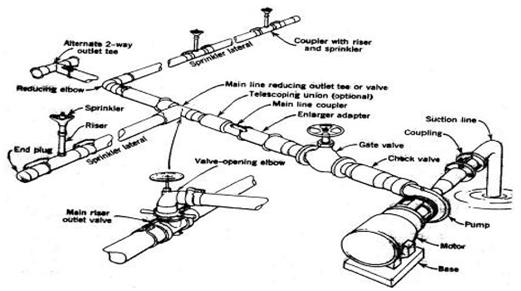 Alternate 2-way
outlet tee
Sprinkler lateral
Coupler with riser
and sprinkler
Reducing elbow
Main line reducing outlet tee or valve
Telescoping union (optional)
Main line coupler
Enlarger adapter
Sprinkler
Riser
End plug
Sprinkler lateral
Suction line
Coupling
Gate valve
Check valve
Valve-opening elbow
Main riser
outlet valve
Pump
Motor
Base